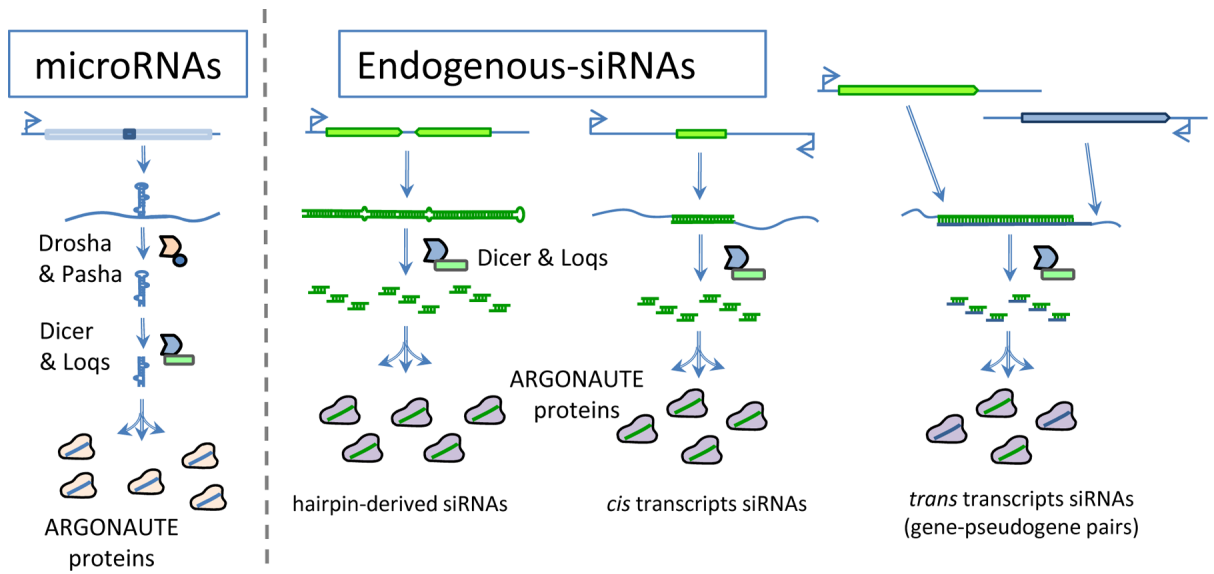 microRNAs
Drosha
& Pasha
Dicer
& Loqs
ARGONAUTE
proteins
Endogenous-siRNAs
Dicer & Loqs
ARGONAUTE
proteins
hairpin-derived siRNAs
cis transcripts siRNAs
trans transcripts siRNAs
(gene-pseudogene pairs)